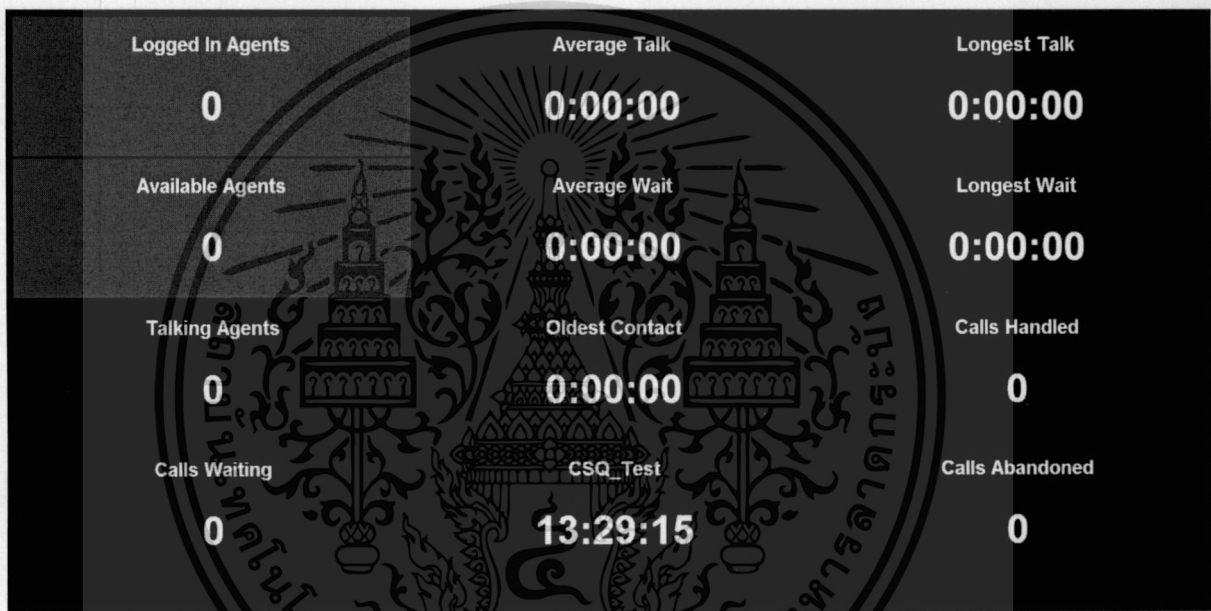 Logged In Agents
Average Talk
Longest Talk
0
0:00:00
0:00:00
Available Agents
Average Wait
Longest Wait
0
0:00:00
0:00:00
Talking Agents
Oldest Contact
Calls Handled
0
0:00:00
0
Calls Waiting
CSQ_Test
Calls Abandoned
0
13:29:15
0